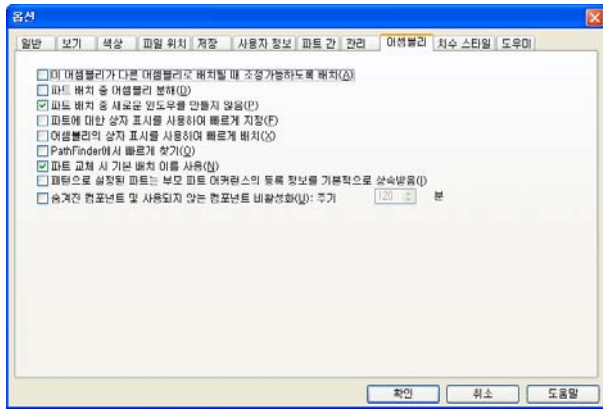 옵션
일반 보기 색상 파일 위치 저장 사용자 정보 파트 간 관리 어셈블리 치수 스타일 도우미
이 어셈블리가 다른 어셈블리로 배치될 때 조정가능하도록 배치(A)
파트 배치 중 어셈블리 분해(D)
파트 배치 중 새로운 윈도우를 만들지 않음(P)
파트에 대한 상자 표시를 사용하여 빠르게 지정(F)
어셈블리의 상자 표시를 사용하여 빠르게 배치(X)
PathFinder에서 빠르게 찾기(Q)
파트 교체 시 기본 배치 이름 사용(N)
패턴으로 설정된 파트는 부모 파트 어커런스의 등록 정보를 기본적으로 상속받음(I)
숨겨진 컴포넌트 및 사용되지 않는 컴포넌트 비활성화(U): 주기 120 분
확인 취소 도움말